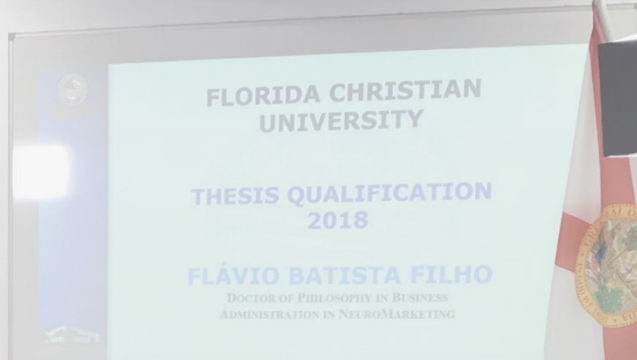 FLORIDA CHRISTIAN
UNIVERSITY
THESIS QUALIFICATION
2018
FLÁVIO BATISTA FILHO
DOCTOR OF PHILOSOPHY IN BUSINESS
ADMINISTRATION IN NEUROMARKETING